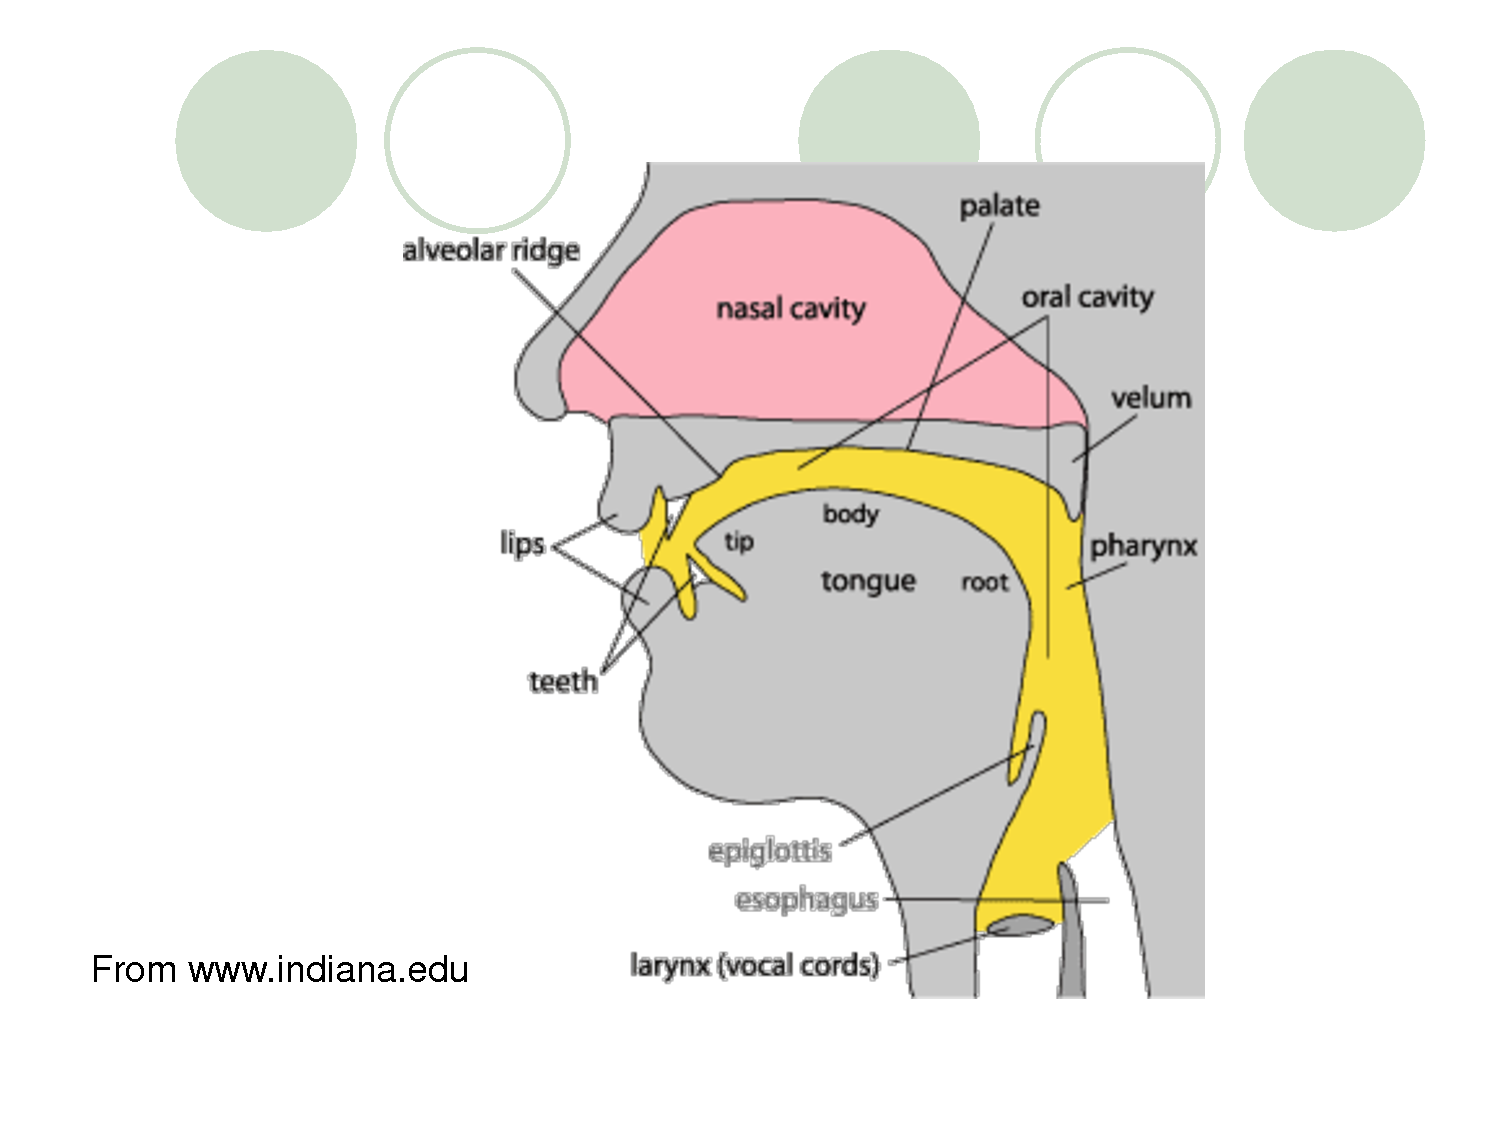 palate
alveolar ridge
oral cavity
nasal cavity
velum
body
lips
tip
pharynx
tongue
root
teeth
epiglottis
esophagus
larynx (vocal cords)
From www.indiana.edu